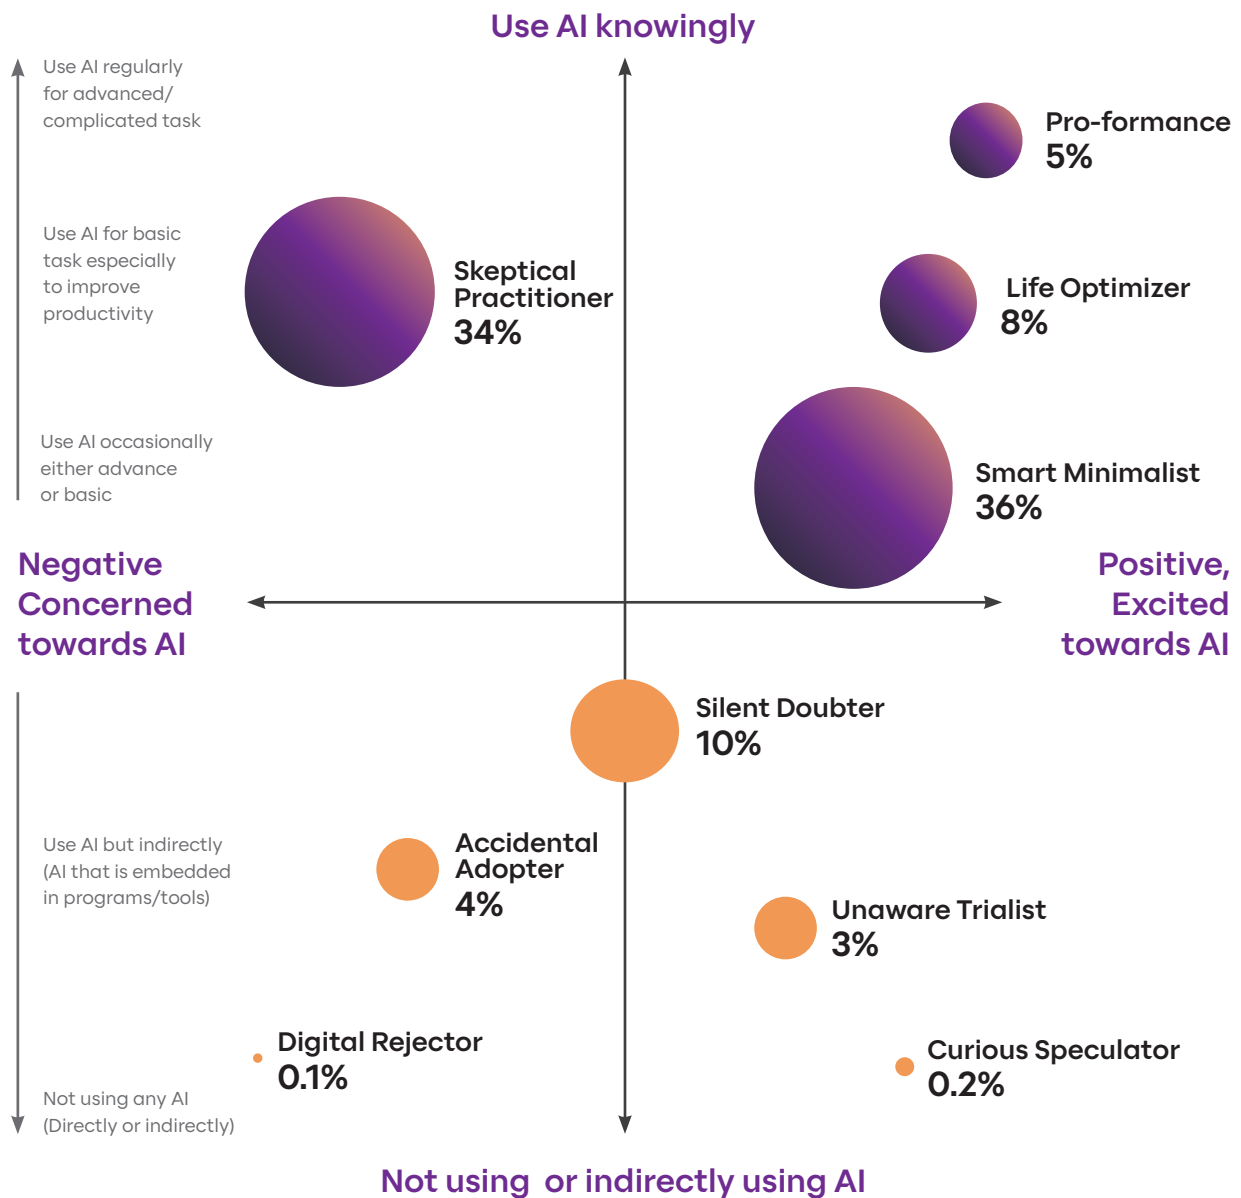 Use AI knowingly
Use AI regularly
for advanced/
complicated task
Pro-formance
5%
Use AI for basic
task especially
to improve
productivity
Skeptical
Practitioner
34%
Life Optimizer
8%
Use AI occasionally
either advance
or basic
Smart Minimalist
36%
Negative
Concerned
towards AI
Positive,
Excited
towards AI
Silent Doubter
10%
Use AI but indirectly
(AI that is embedded
in programs/tools)
Accidental
Adopter
4%
Unaware Trialist
3%
Digital Rejector
0.1%
Curious Speculator
0.2%
Not using any AI
(Directly or indirectly)
Not using or indirectly using AI